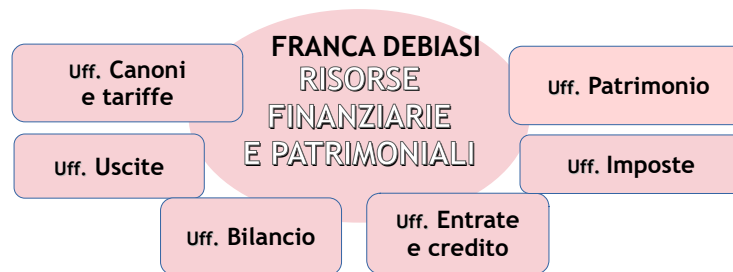 FRANCA DEBIASI
RISORSE
FINANZIARIE
E PATRIMONIALI
Uff. Canoni
e tariffe
Uff. Patrimonio
Uff. Uscite
Uff. Imposte
Uff. Bilancio
Uff. Entrate
e credito